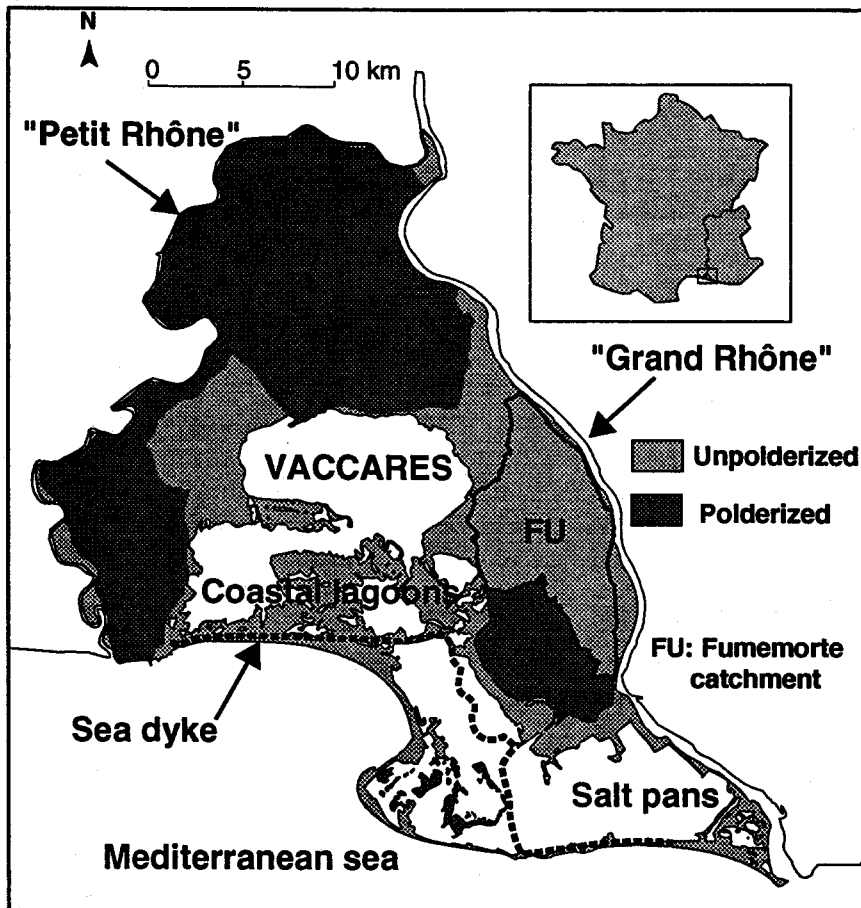 N
0 5 10 km
"Petit Rhône"
"Grand Rhône"
Unpolderized
VACCARES
Polderized
FU
Coastal lagoons
FU: Fumemorte
catchment
Sea dyke
Salt pans
Mediterranean sea